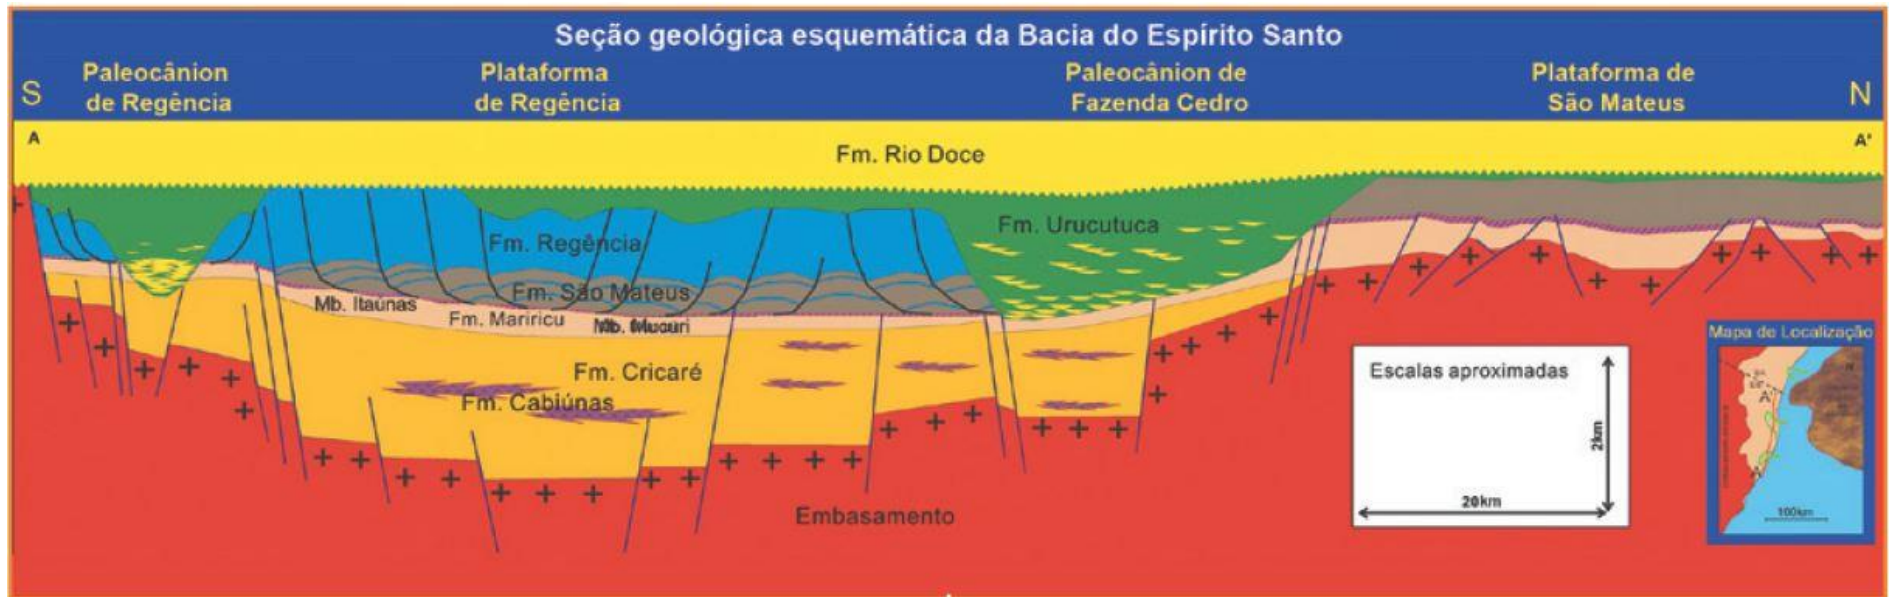 Seção geológica esquemática da Bacia do Espírito Santo
S
Paleocânion
de Regência
Plataforma
de Regência
Paleocânion de
Fazenda Cedro
Plataforma de
São Mateus
N
A
Fm. Rio Doce
A'
Fm. Urucutuca
Fm. Regência
Fm. São Mateus
Mb. Itaúnas
Fm. Mariricu
Mb.
Fm. Cricaré
Fm. Cabiúnas
Embasamento
Escalas aproximadas
2km
20km
Mapa de Localização
A'
A
100km